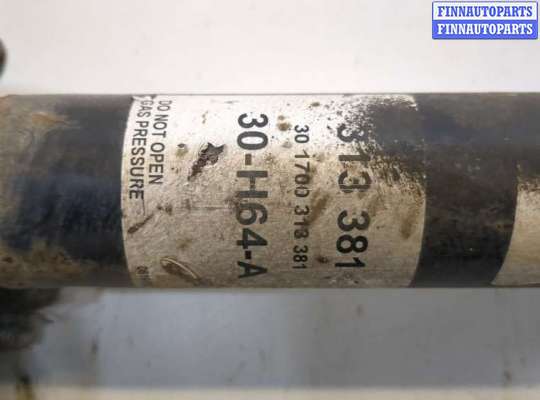 FINNAUTOPARTS
FINNAUTOPARTS
313 381
30 1700 313 381
30-H64-A
DO NOT OPEN
GAS PRESSURE